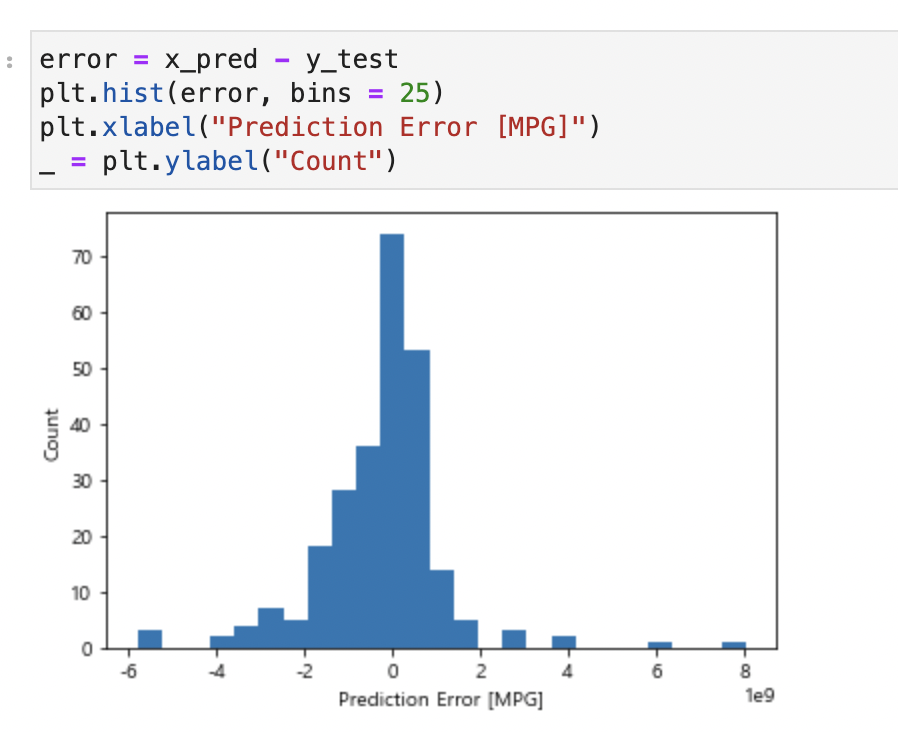 error = x_pred - y_test
plt.hist(error, bins = 25)
plt.xlabel("Prediction Error [MPG]")
_ = plt.ylabel("Count")
70
60
50
40
30
20
10
0
Count
-6 -4 -2 0 2 4 6 8
1e9
Prediction Error [MPG]